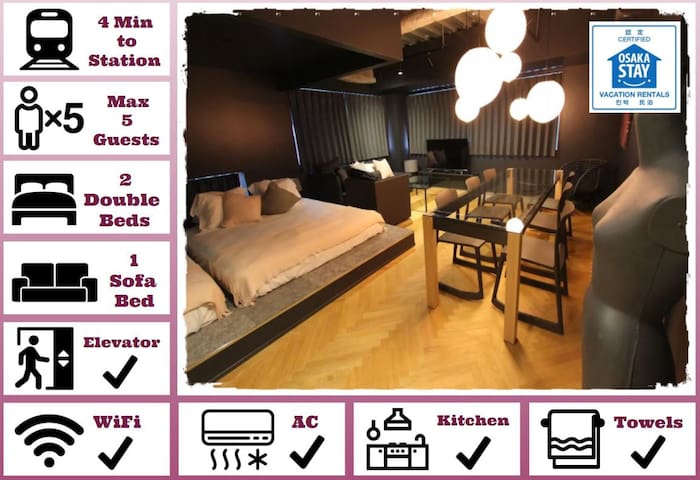 4 Min
to
Station
×5
Max
5
Guests
2
Double
Beds
1
Sofa
Bed
Elevator
WiFi
AC
Kitchen
Towels
認定
CERTIFIED
OSAKA
STAY
VACATION RENTALS
민박 民泊